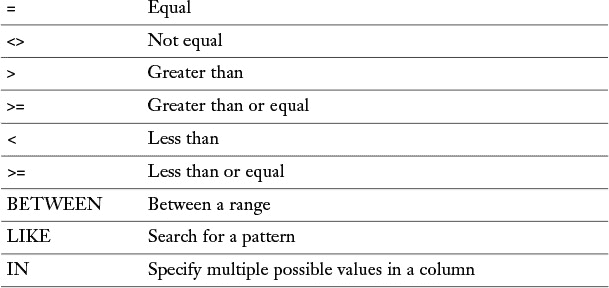 = Equal
<> Not equal
> Greater than
>= Greater than or equal
< Less than
>= Less than or equal
BETWEEN Between a range
LIKE Search for a pattern
IN Specify multiple possible values in a column